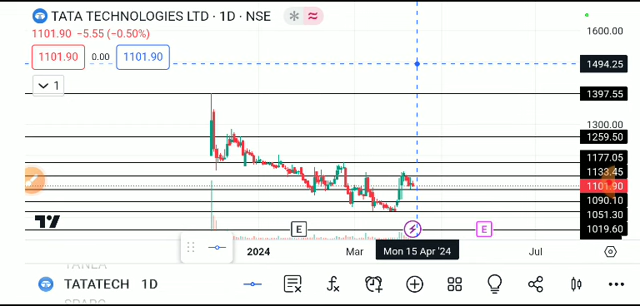 TATA TECHNOLOGIES LTD · 1D · NSE
1101.90 −5.55 (−0.50%)
1101.90 0.00 1101.90
1
1600.00
1494.25
1397.55
1300.00
1259.50
1177.05
1133.45
1101.90
1090.10
1051.30
1019.60
E E
2024 Mar Mon 15 Apr '24 Jul
TATATECH 1D